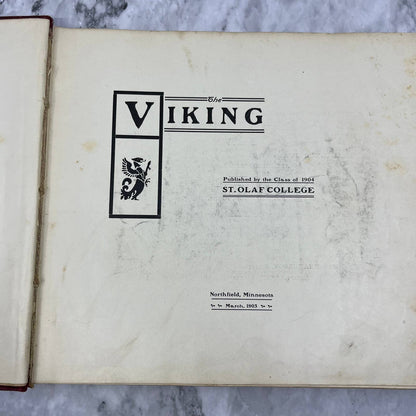 The
VIKING
Published by the Class of 1904
ST. OLAF COLLEGE
Northfield, Minnesota
March, 1903